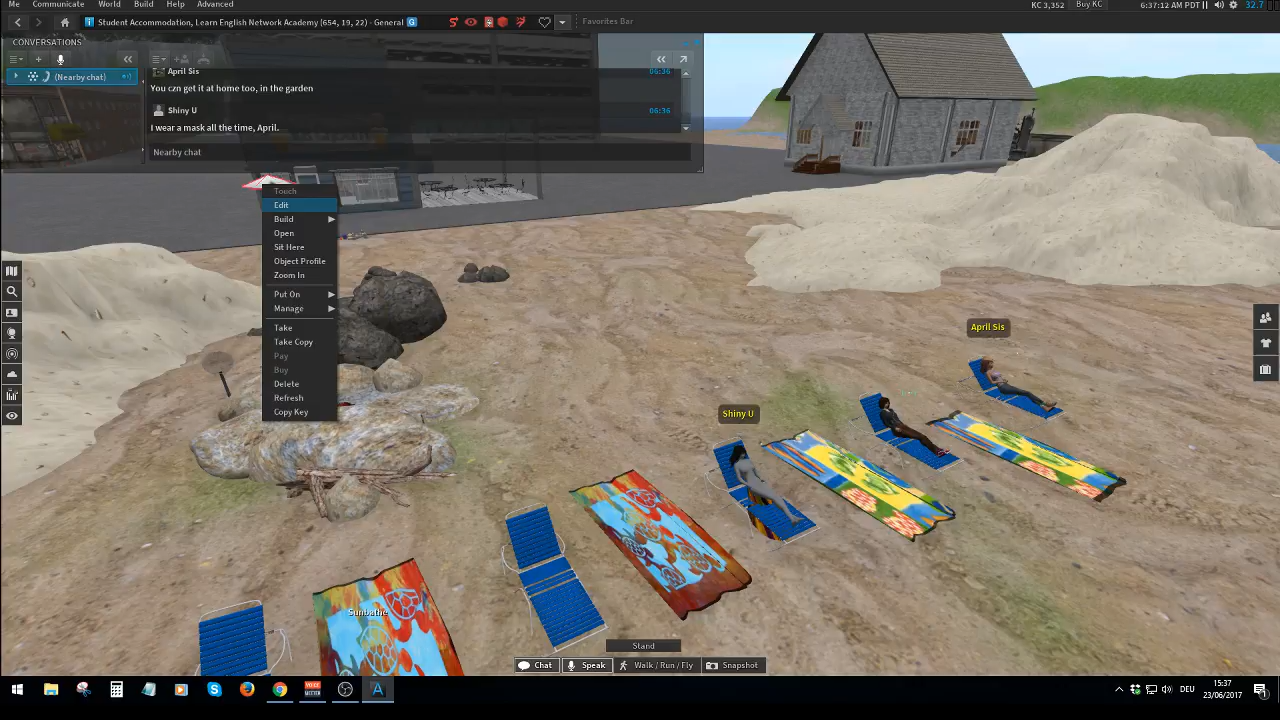 Me Communicate World Build Help Advanced
KC 3,352 Buy KC 6:37:12 AM PDT 32.7
Student Accommodation, Learn English Network Academy (654, 19, 22) - General G
Favorites Bar
CONVERSATIONS
(Nearby chat)
April Sis 06:36
You czn get it at home too, in the garden
Shiny U 06:36
I wear a mask all the time, April.
Nearby chat
Touch
Edit
Build
Open
Sit Here
Object Profile
Zoom In
Put On
Manage
Take
Take Copy
Pay
Buy
Delete
Refresh
Copy Key
April Sis
Shiny U
Sunbathe
Stand
Chat Speak Walk / Run / Fly Snapshot
VOICE MEETER
DEU
15:37
23/06/2017
1